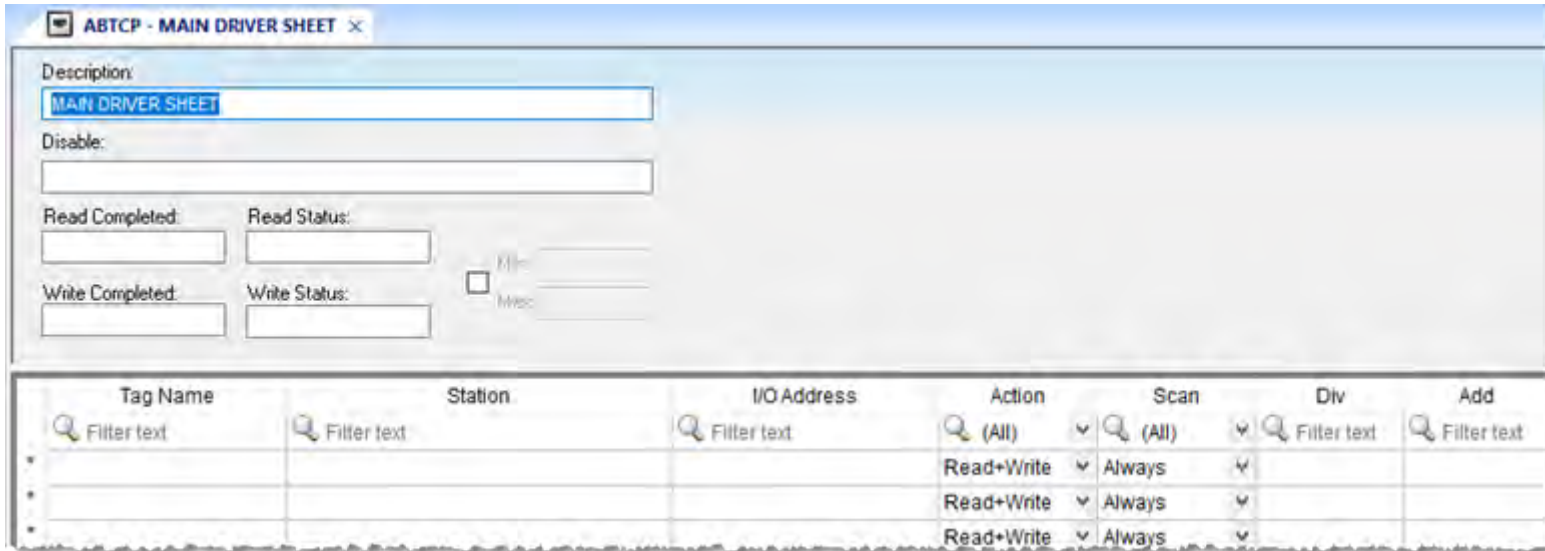 ABTCP - MAIN DRIVER SHEET ×
Description:
MAIN DRIVER SHEET
Disable:
Read Completed: Read Status:
Min:
Write Completed: Write Status:
Max:
Tag Name Station I/O Address Action Scan Div Add
Filter text Filter text Filter text (All) (All) Filter text Filter text
* Read+Write Always
* Read+Write Always
* Read+Write Always